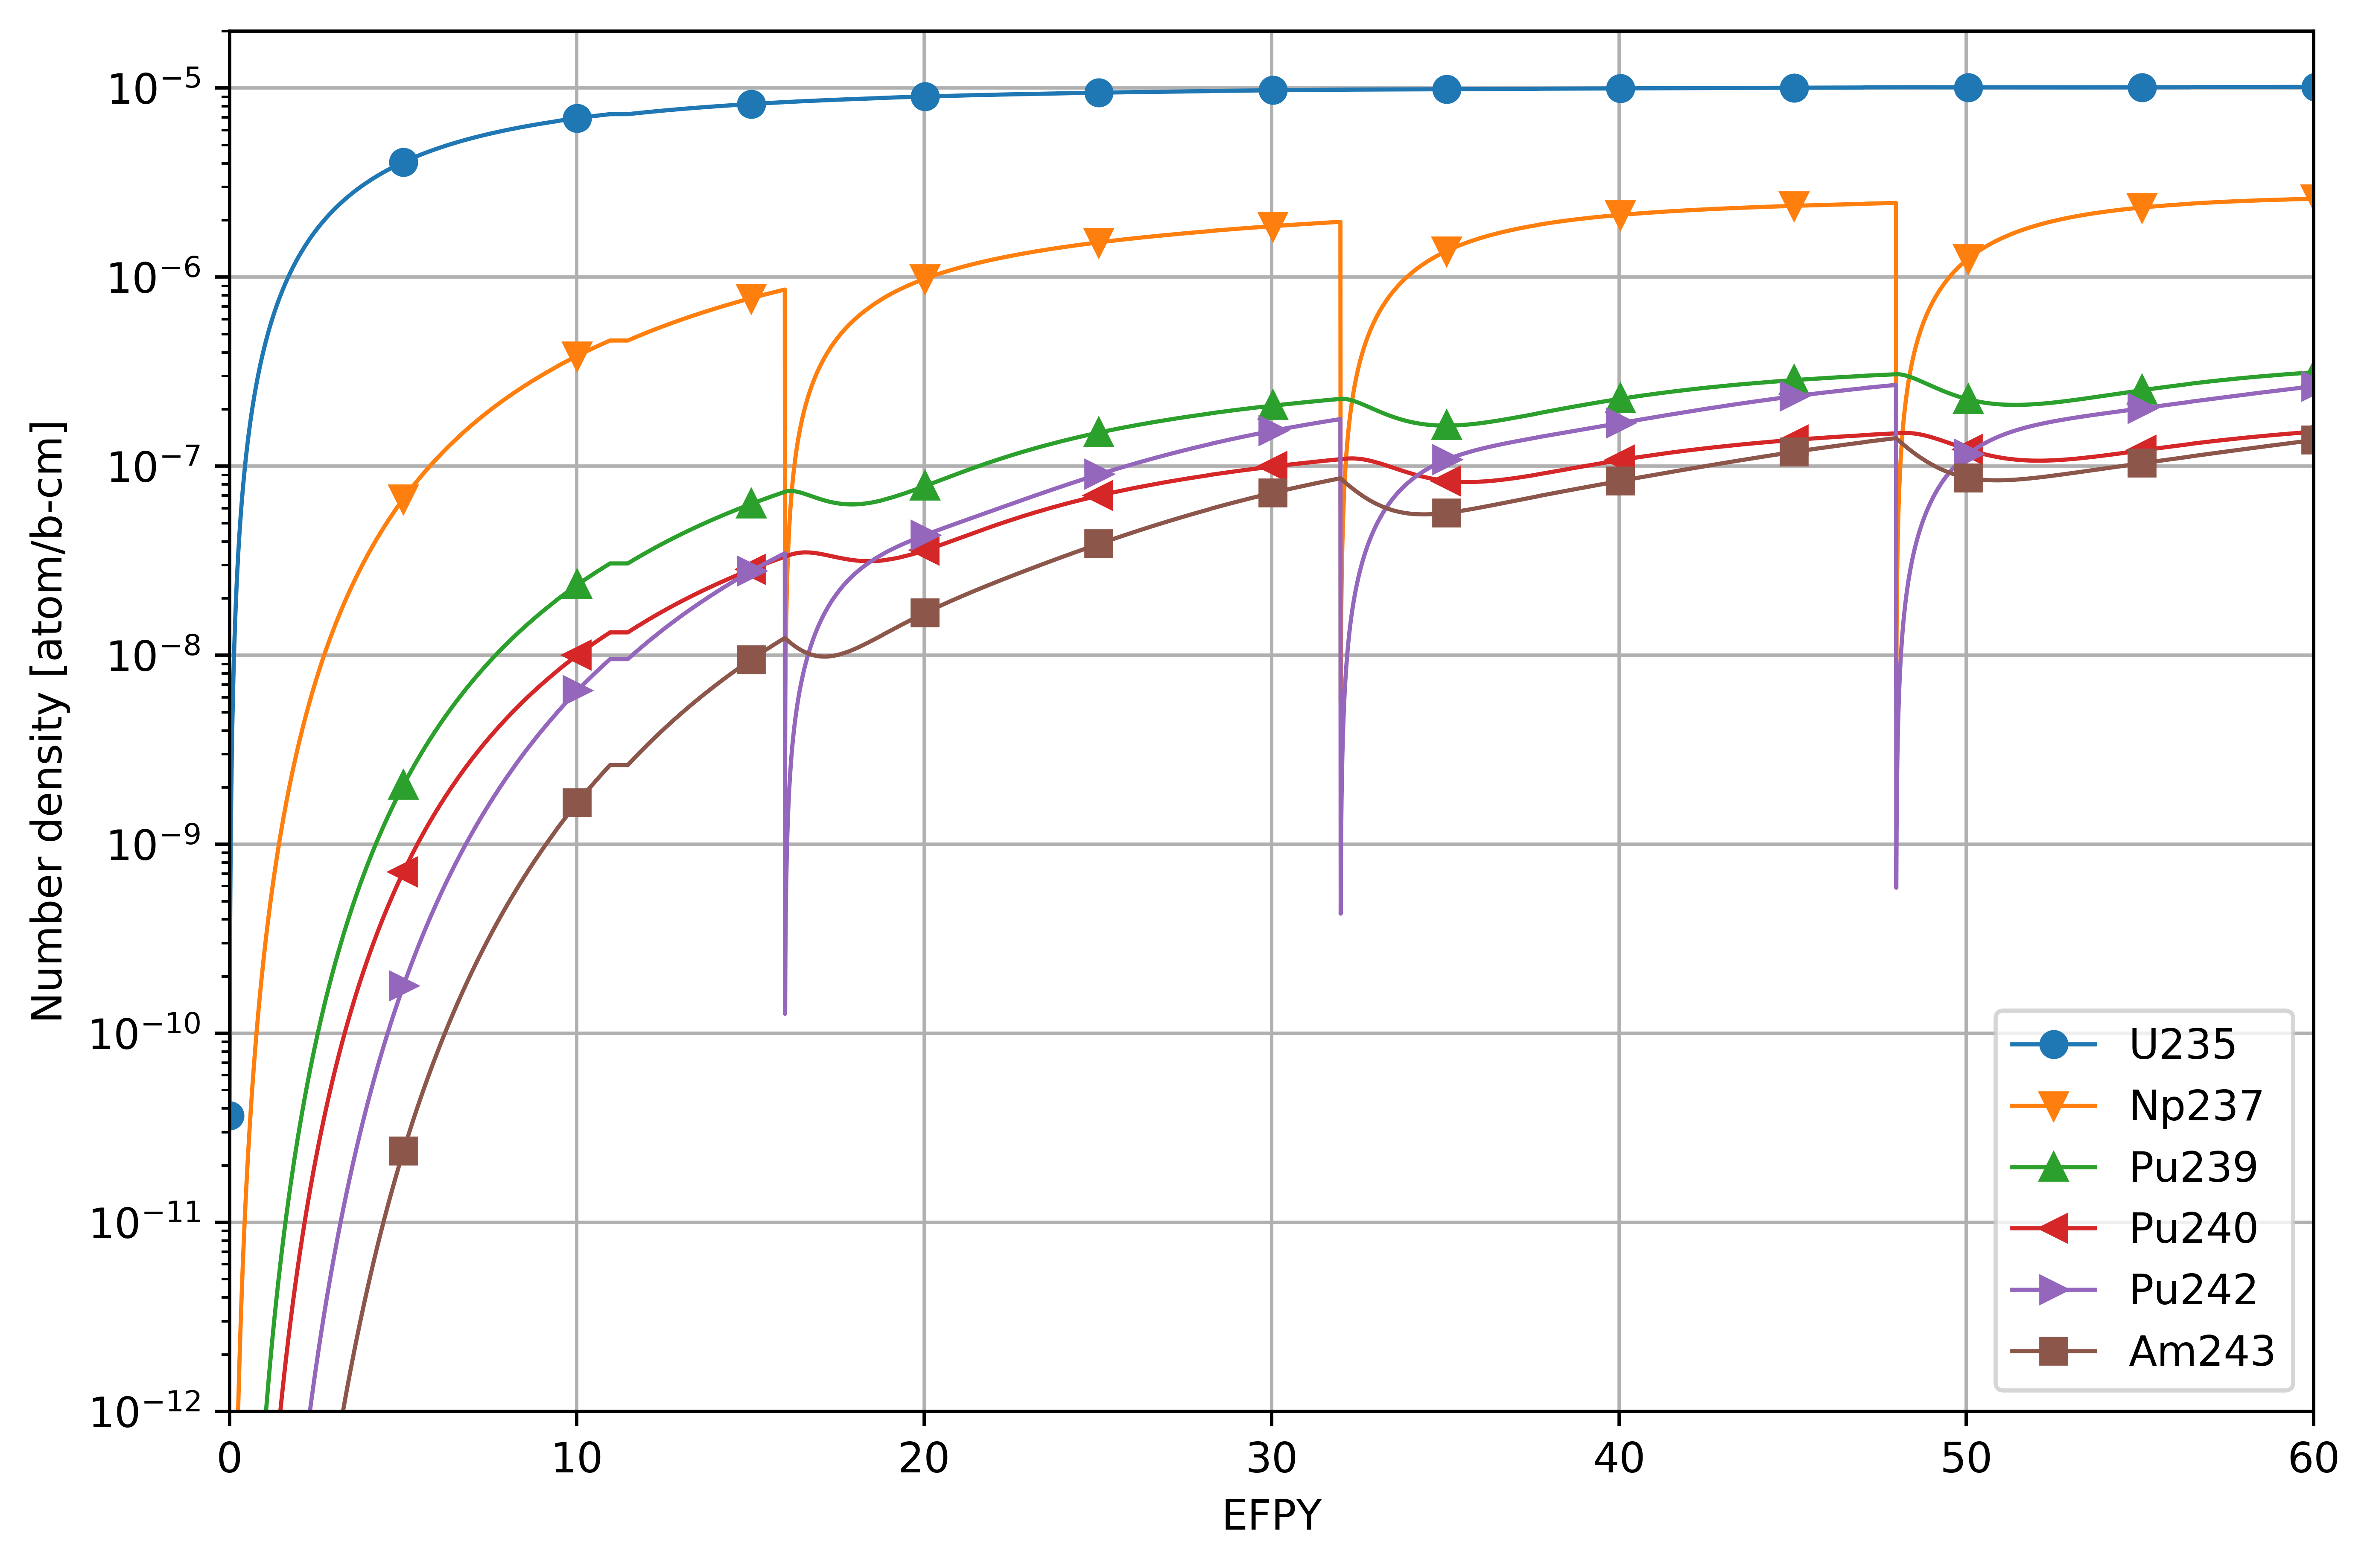 Number density [atom/b-cm]
10⁻⁵
10⁻⁶
10⁻⁷
10⁻⁸
10⁻⁹
10⁻¹⁰
10⁻¹¹
10⁻¹²
U235
Np237
Pu239
Pu240
Pu242
Am243
0 10 20 30 40 50 60
EFPY